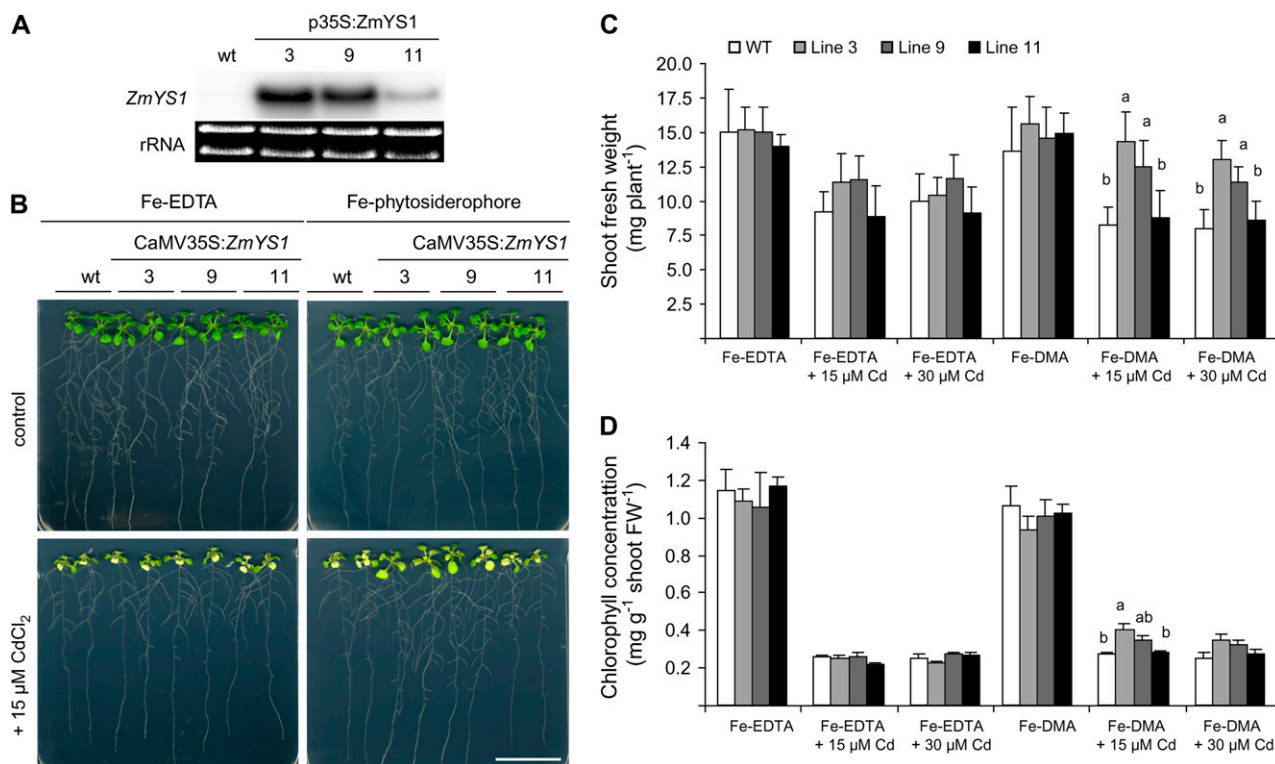 A
p35S:ZmYS1
wt 3 9 11
ZmYS1
rRNA
B
Fe-EDTA Fe-phytosiderophore
CaMV35S:ZmYS1 CaMV35S:ZmYS1
wt 3 9 11 wt 3 9 11
control
+ 15 µM CdCl₂
C
WT Line 3 Line 9 Line 11
Shoot fresh weight
(mg plant⁻¹)
20.0
17.5
15.0
12.5
10.0
7.5
5.0
2.5
a a b b
a a b b
Fe-EDTA Fe-EDTA Fe-EDTA Fe-DMA Fe-DMA Fe-DMA
+ 15 µM Cd + 30 µM Cd + 15 µM Cd + 30 µM Cd
D
Chlorophyll concentrattion
(mg g⁻¹ shoot FW⁻¹)
1.4
1.2
1.0
0.8
0.6
0.4
0.2
b a ab b
Fe-EDTA Fe-EDTA Fe-EDTA Fe-DMA Fe-DMA Fe-DMA
+ 15 µM Cd + 30 µM Cd + 15 µM Cd + 30 µM Cd